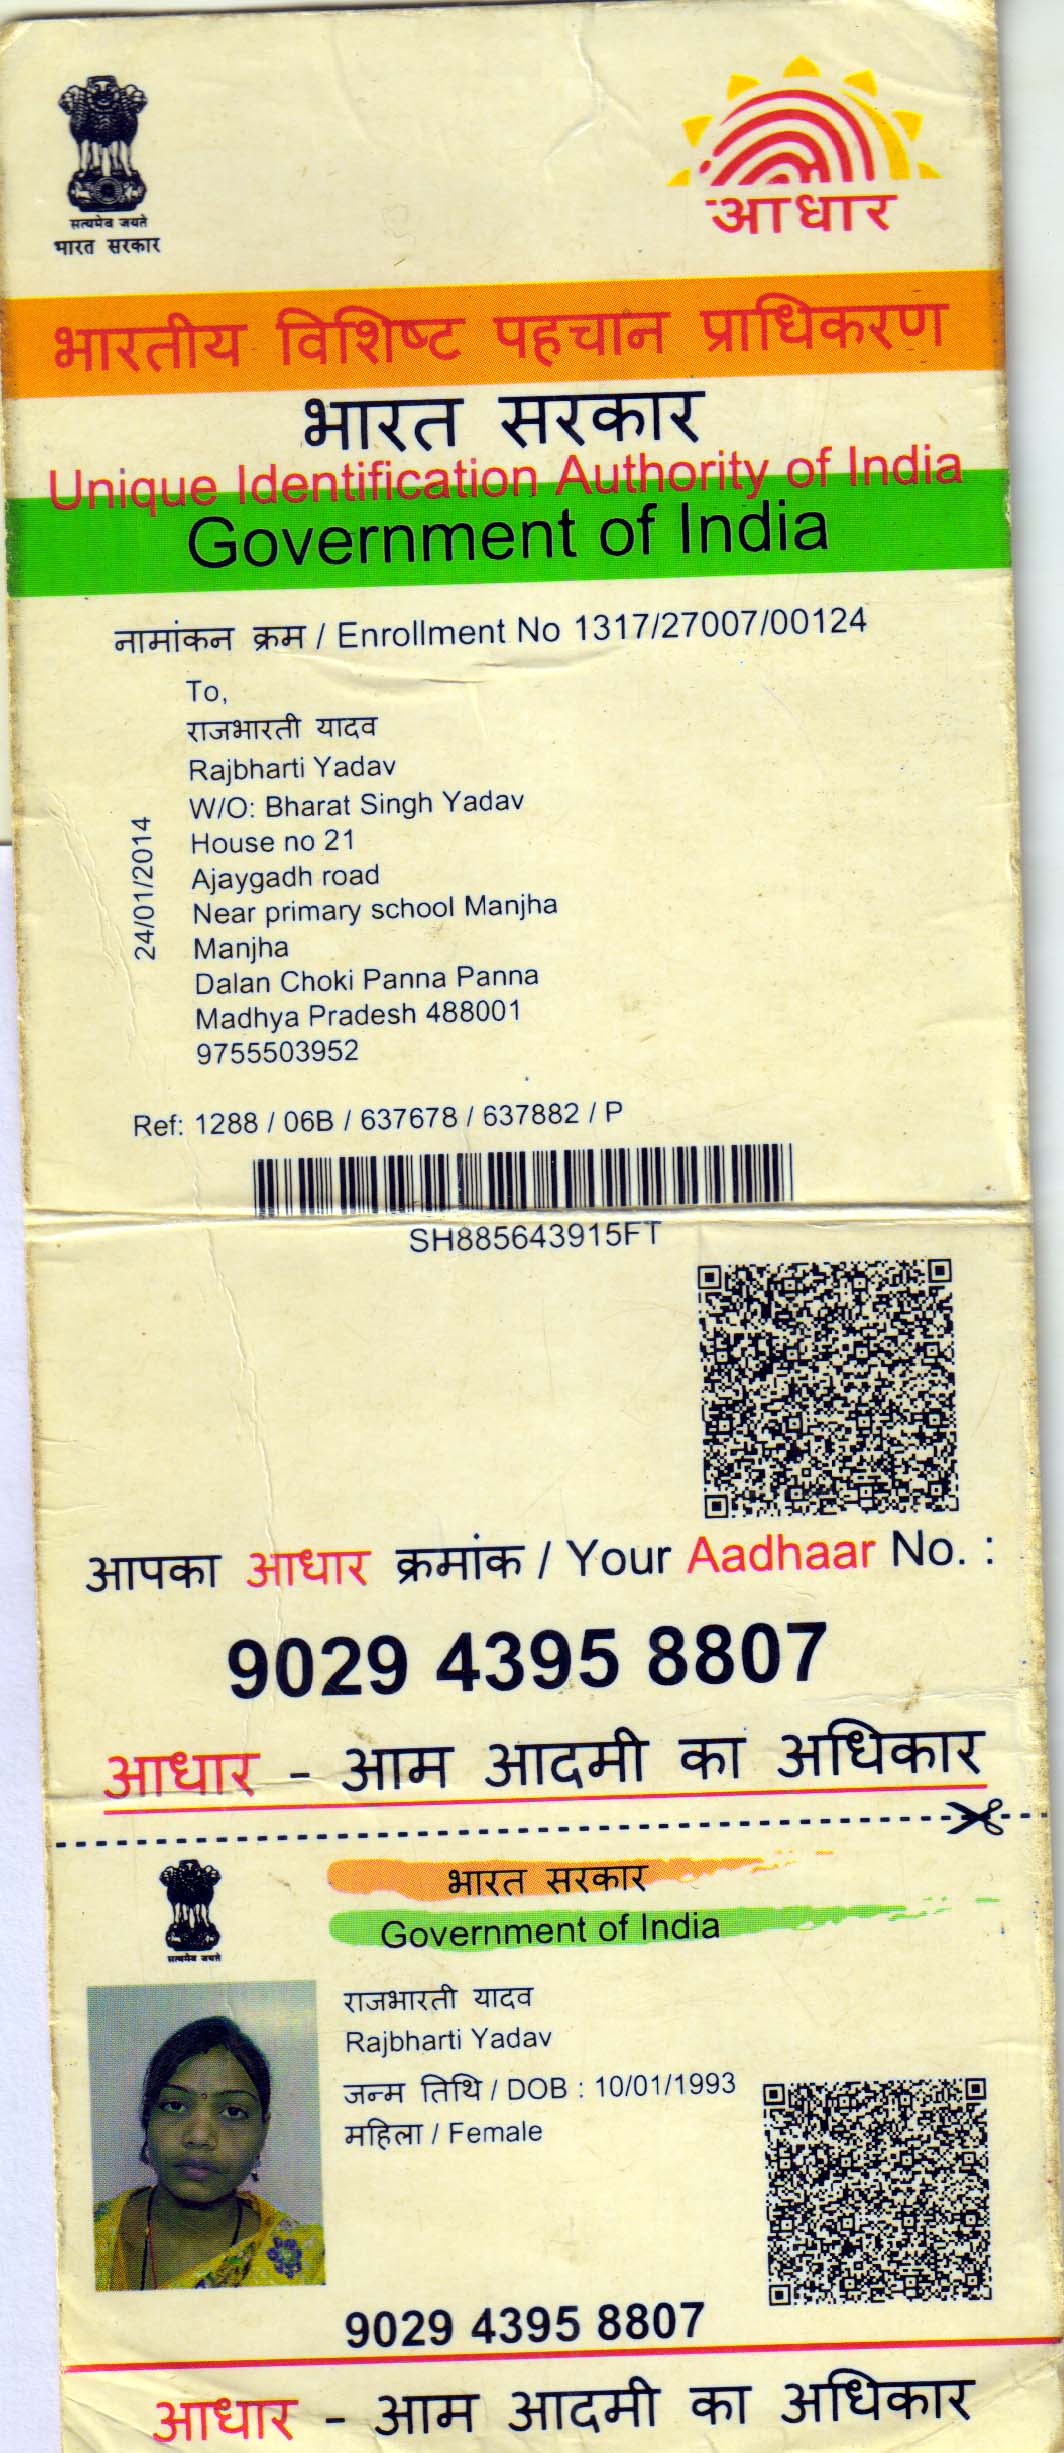 सत्यमेव जयते
भारत सरकार
आधार
भारतीय विशिष्ट पहचान प्राधिकरण
भारत सरकार
Unique Identification Authority of India
Government of India
नामांकन क्रम / Enrollment No 1317/27007/00124
To,
राजभारती यादव
Rajbharti Yadav
W/O: Bharat Singh Yadav
House no 21
Ajaygadh road
Near primary school Manjha
Manjha
Dalan Choki Panna Panna
Madhya Pradesh 488001
9755503952
24/01/2014
Ref: 1288 / 06B / 637678 / 637882 / P
SH885643915FT
आपका आधार क्रमांक / Your Aadhaar No. :
9029 4395 8807
आधार - आम आदमी का अधिकार
सत्यमेव जयते
भारत सरकार
Government of India
राजभारती यादव
Rajbharti Yadav
जन्म तिथि / DOB : 10/01/1993
महिला / Female
9029 4395 8807
आधार - आम आदमी का अधिकार